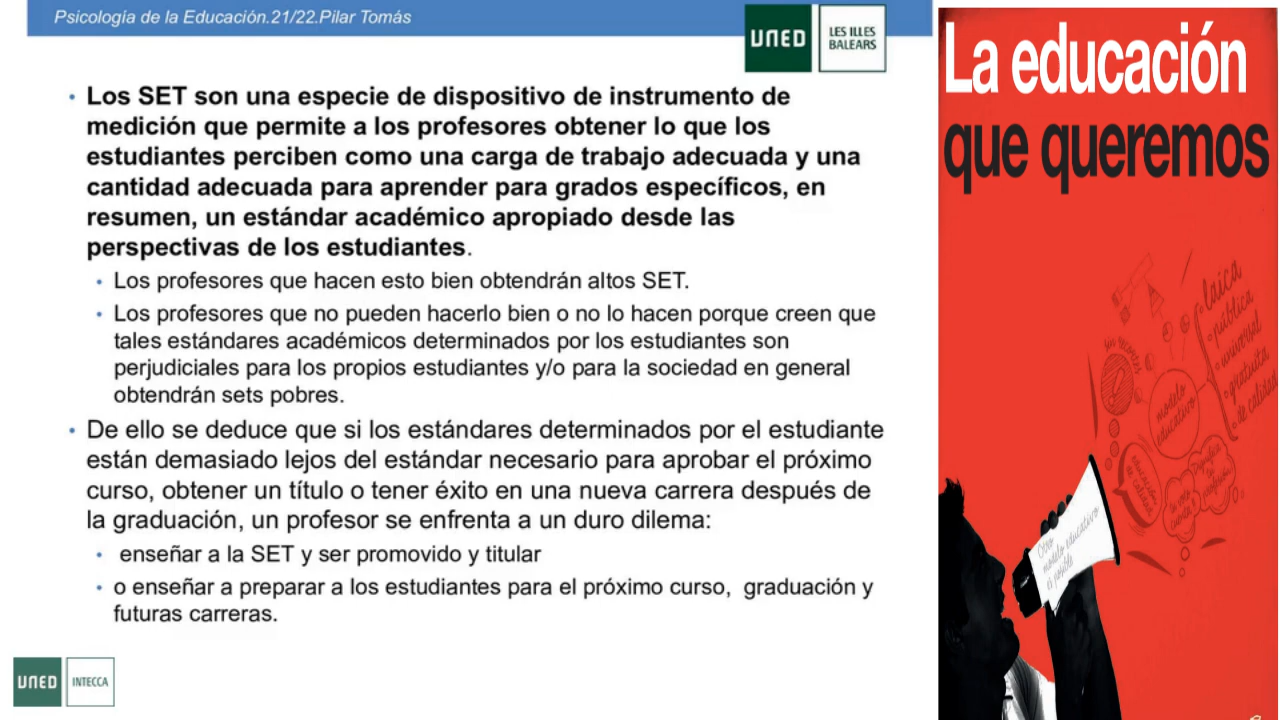 Psicología de la Educación.21/22.Pilar Tomás
UNED
LES ILLES
BALEARS
• Los SET son una especie de dispositivo de instrumento de
medición que permite a los profesores obtener lo que los
estudiantes perciben como una carga de trabajo adecuada y una
cantidad adecuada para aprender para grados específicos, en
resumen, un estándar académico apropiado desde las
perspectivas de los estudiantes.
• Los profesores que hacen esto bien obtendrán altos SET.
• Los profesores que no pueden hacerlo bien o no lo hacen porque creen que
tales estándares académicos determinados por los estudiantes son
perjudiciales para los propios estudiantes y/o para la sociedad en general
obtendrán sets pobres.
• De ello se deduce que si los estándares determinados por el estudiante
están demasiado lejos del estándar necesario para aprobar el próximo
curso, obtener un título o tener éxito en una nueva carrera después de
la graduación, un profesor se enfrenta a un duro dilema:
• enseñar a la SET y ser promovido y titular
• o enseñar a preparar a los estudiantes para el próximo curso, graduación y
futuras carreras.
UNED
INTECCA
La educación
que queremos
laica
pública
universal
gratuita
de calidad
sin recortes
modelo
educativo
Otro
modelo educativo
es posible